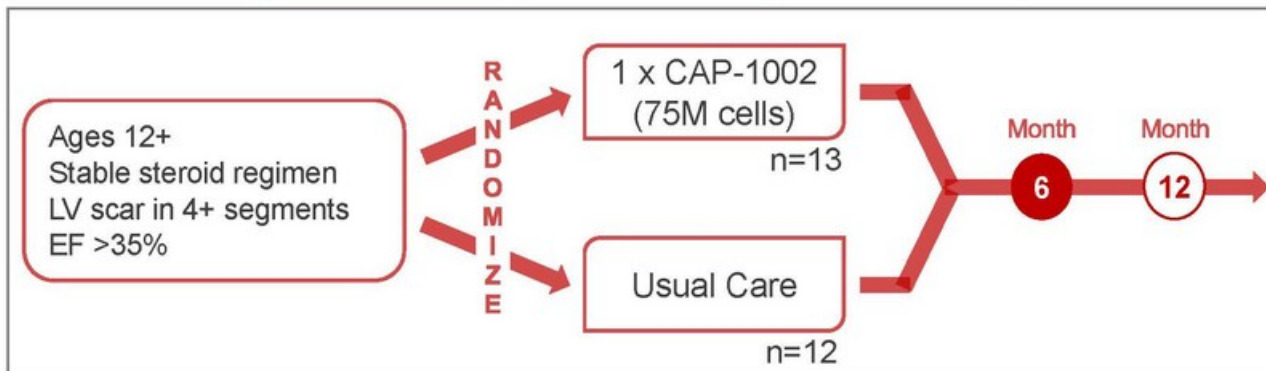 Ages 12+
Stable steroid regimen
LV scar in 4+ segments
EF >35%
RANDOMIZE
1 x CAP-1002
(75M cells)
n=13
Usual Care
n=12
Month
6
Month
12